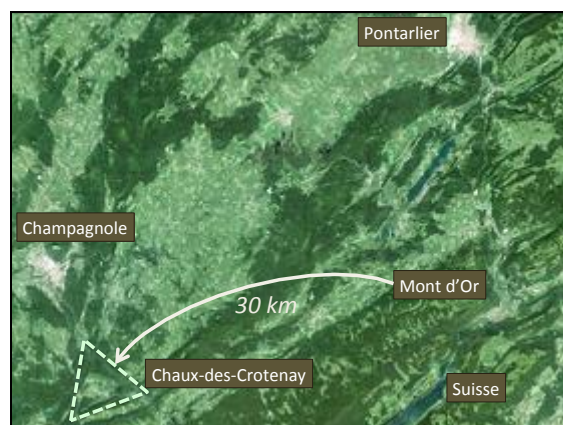 Pontarlier
Champagnole
Mont d'Or
30 km
Chaux-des-Crotenay
Suisse